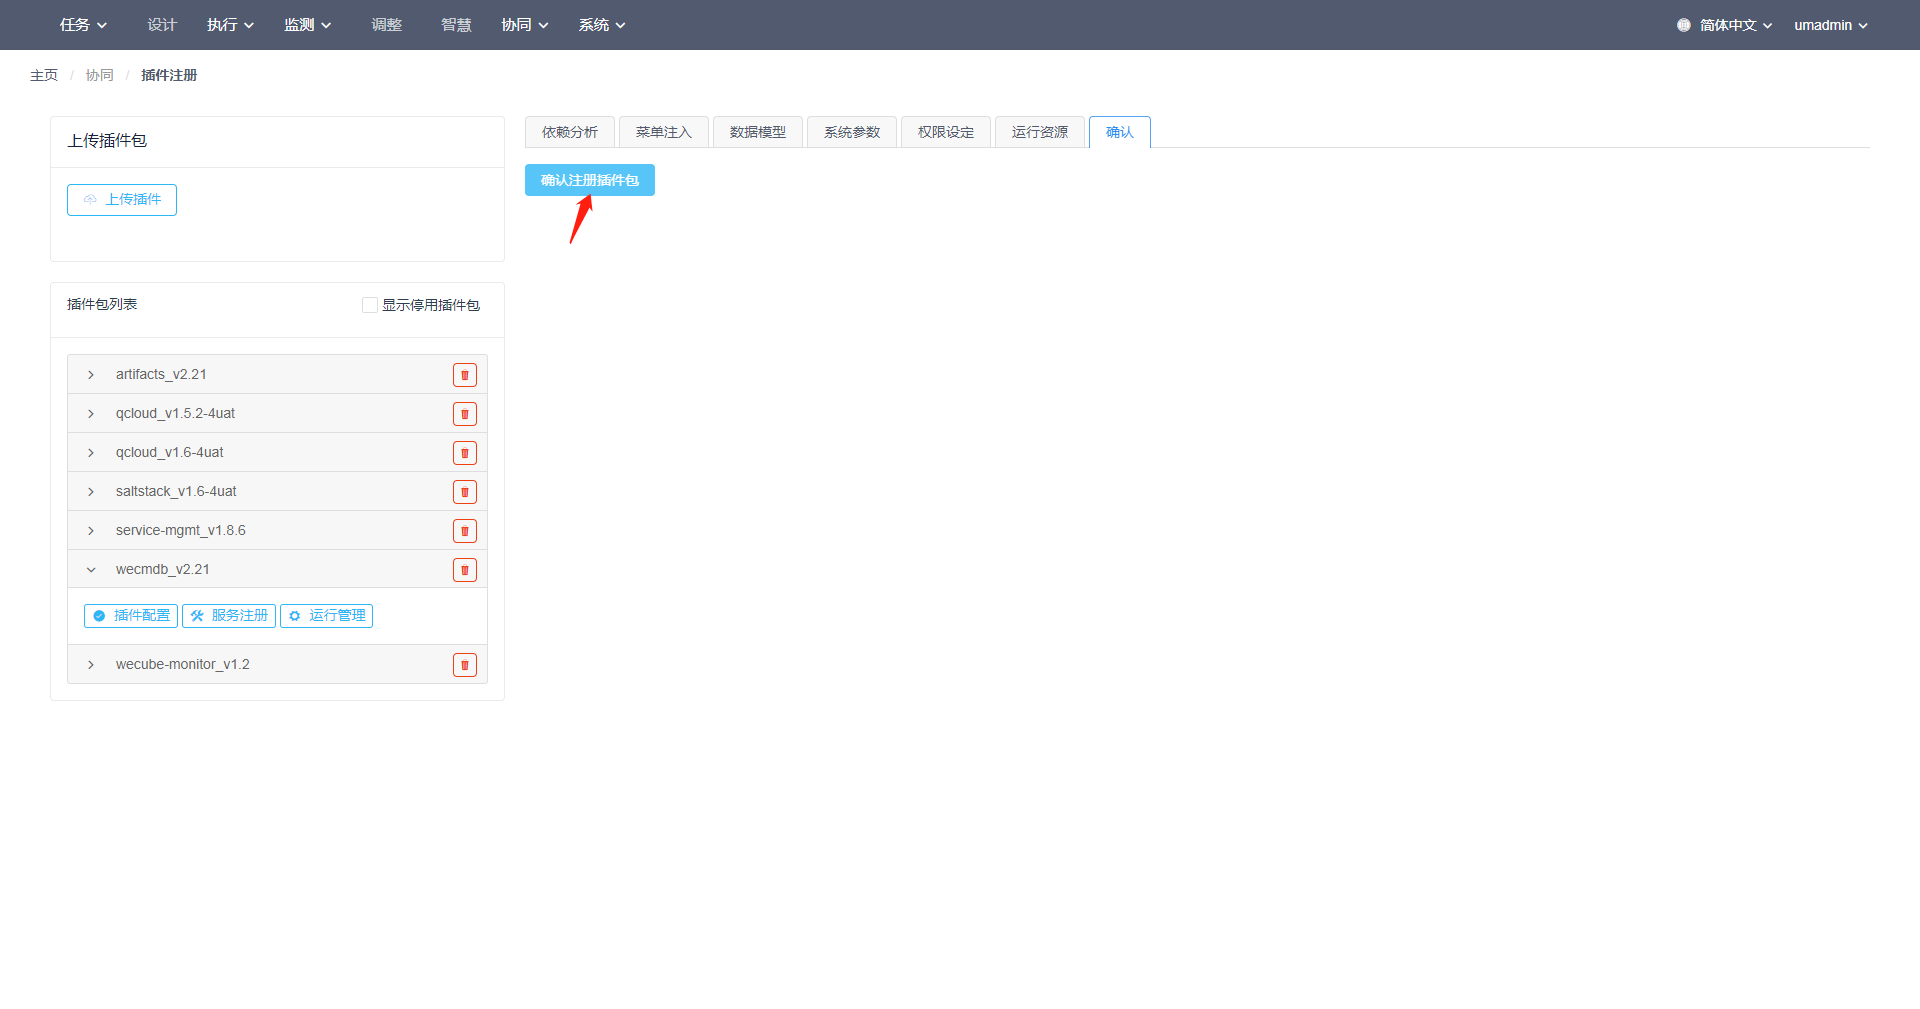 任务 设计 执行 监测 调整 智慧 协同 系统 简体中文 umadmin
主页 / 协同 / 插件注册
上传插件包
上传插件
插件包列表 显示停用插件包
artifacts_v2.21
qcloud_v1.5.2-4uat
qcloud_v1.6-4uat
saltstack_v1.6-4uat
service-mgmt_v1.8.6
wecmdb_v2.21
插件配置 服务注册 运行管理
wecube-monitor_v1.2
依赖分析 菜单注入 数据模型 系统参数 权限设定 运行资源 确认
确认注册插件包